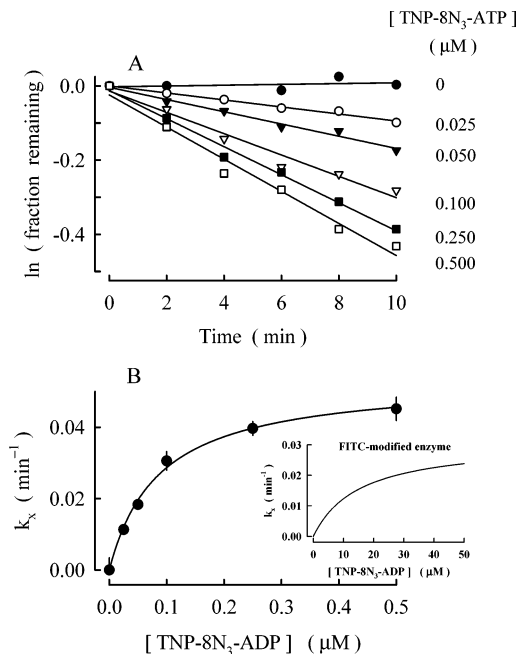 [ TNP-8N3-ATP ]
( μM )
A
0
0.025
0.050
0.100
0.250
0.500
0.0
-0.2
-0.4
ln ( fraction remaining )
0 2 4 6 8 10
Time ( min )
B
0.04
0.02
0.00
kx ( min⁻¹ )
0.0 0.1 0.2 0.3 0.4 0.5
[ TNP-8N3-ADP ] ( μM )
FITC-modified enzyme
0.03
0.02
0.01
0.00
kx ( min⁻¹ )
0 10 20 30 40 50
[ TNP-8N3-ADP ] ( μM )